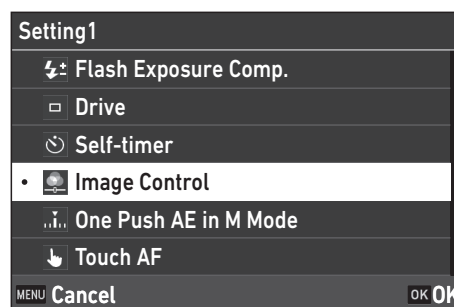 Setting1
Flash Exposure Comp.
Drive
Self-timer
• Image Control
One Push AE in M Mode
Touch AF
MENU Cancel OK OK